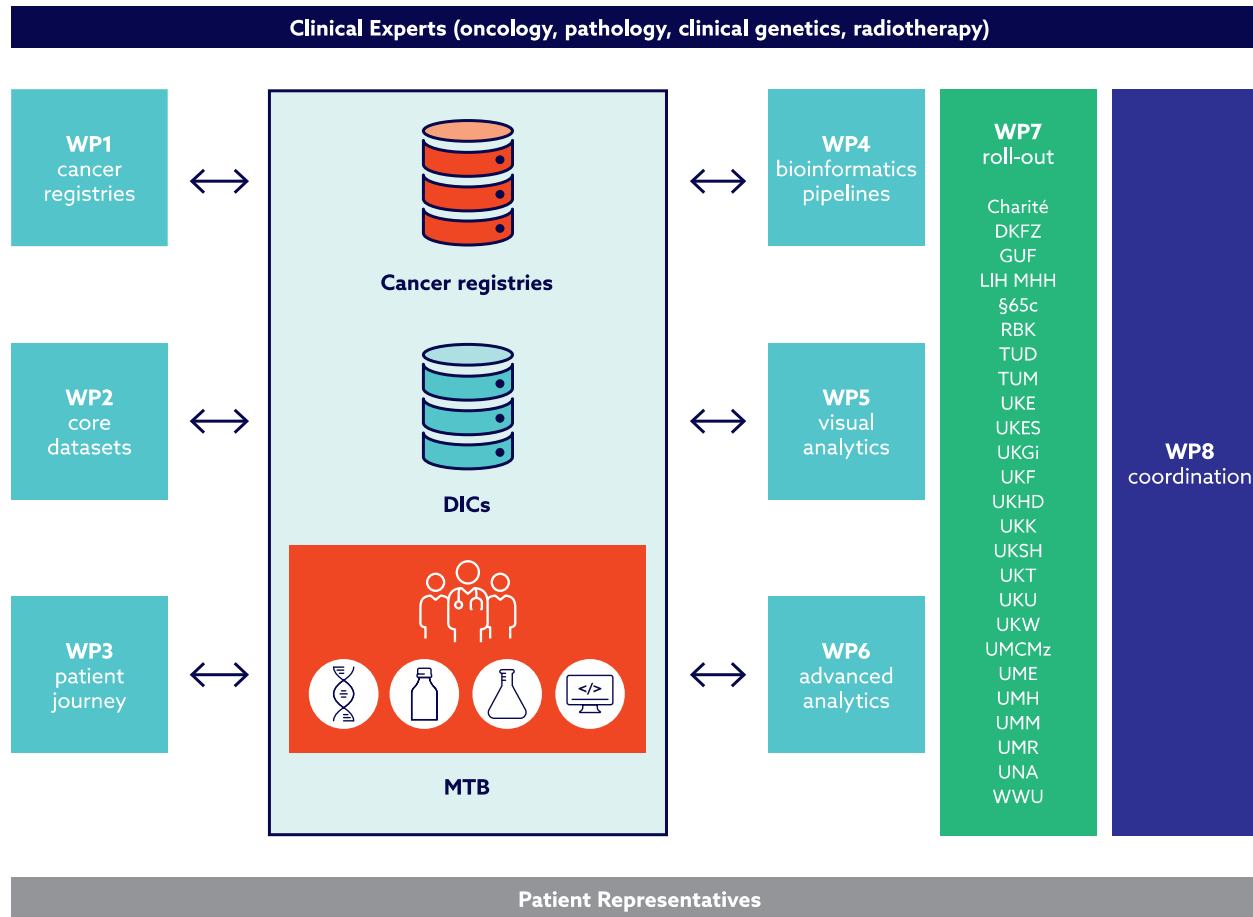 Clinical Experts (oncology, pathology, clinical genetics, radiotherapy)
WP1
cancer
registries
WP2
core
datasets
WP3
patient
journey
Cancer registries
DICs
</>
MTB
WP4
bioinformatics
pipelines
WP5
visual
analytics
WP6
advanced
analytics
WP7
roll-out
Charité
DKFZ
GUF
LIH MHH
§65c
RBK
TUD
TUM
UKE
UKES
UKGi
UKF
UKHD
UKK
UKSH
UKT
UKU
UKW
UMCMz
UME
UMH
UMM
UMR
UNA
WWU
WP8
coordination
Patient Representatives